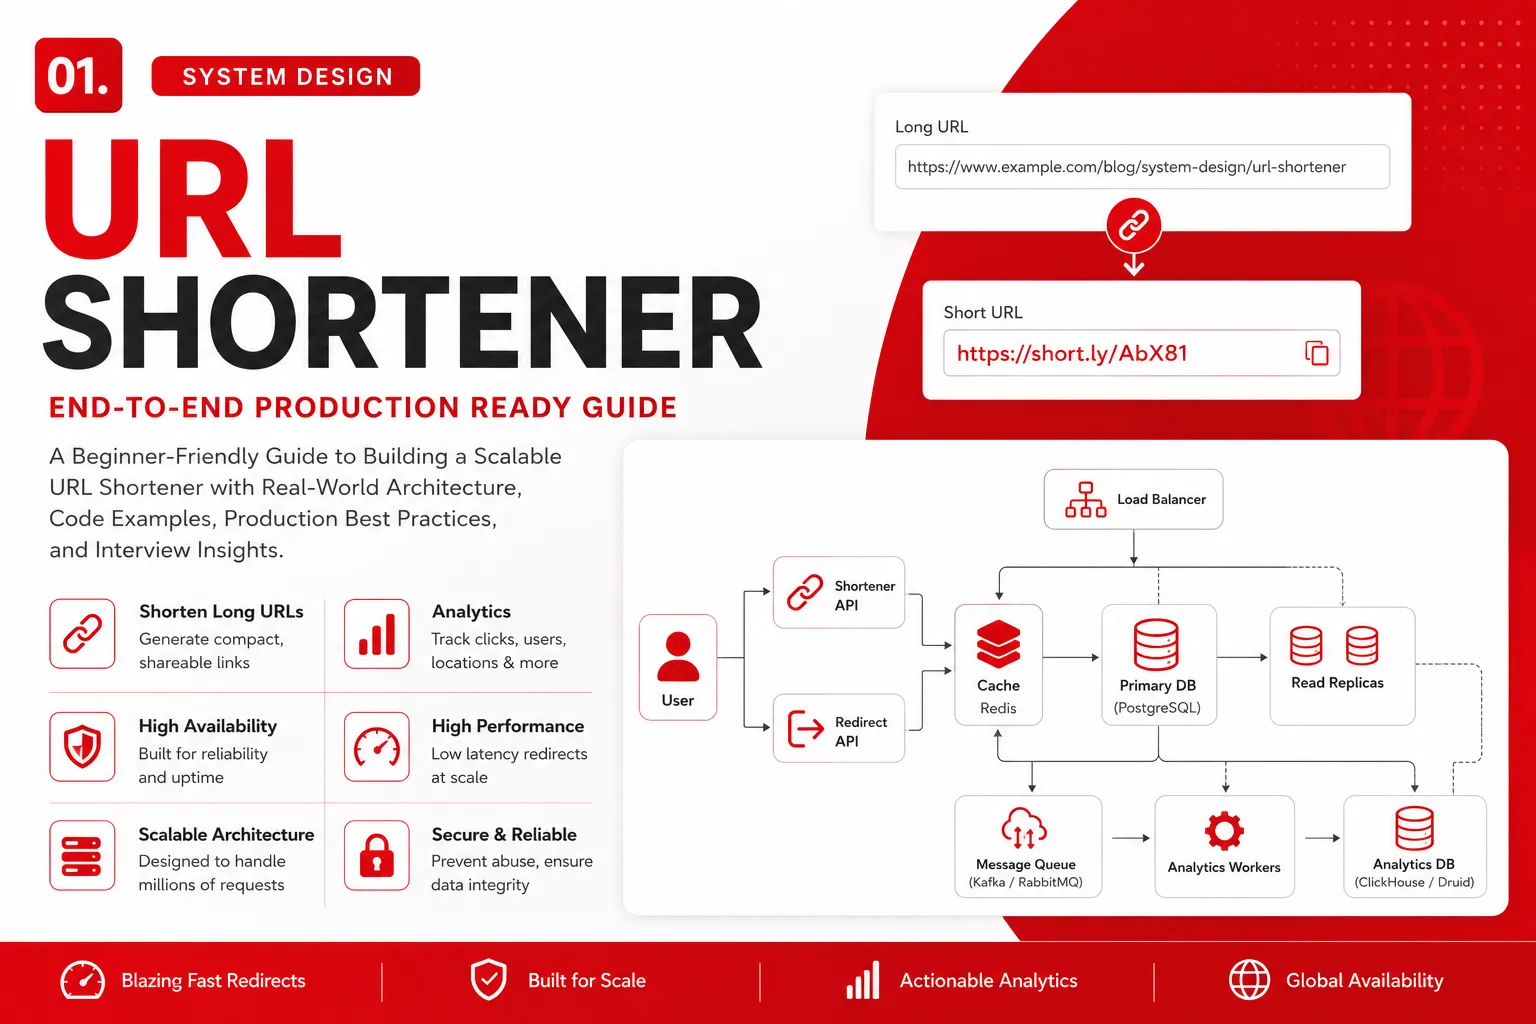 01.
SYSTEM DESIGN
URL
SHORTENER
END-TO-END PRODUCTION READY GUIDE
A Beginner-Friendly Guide to Building a Scalable
URL Shortener with Real-World Architecture,
Code Examples, Production Best Practices,
and Interview Insights.
Shorten Long URLs
Generate compact,
shareable links
Analytics
Track clicks, users,
locations & more
High Availability
Built for reliability
and uptime
High Performance
Low latency redirects
at scale
Scalable Architecture
Designed to handle
millions of requests
Secure & Reliable
Prevent abuse, ensure
data integrity
Long URL
https://www.example.com/blog/system-design/url-shortener
Short URL
https://short.ly/AbX81
Load Balancer
Shortener
API
User
Redirect
API
Cache
Redis
Primary DB
(PostgreSQL)
Read Replicas
Message Queue
(Kafka / RabbitMQ)
Analytics Workers
Analytics DB
(ClickHouse / Druid)
Blazing Fast Redirects
Built for Scale
Actionable Analytics
Global Availability